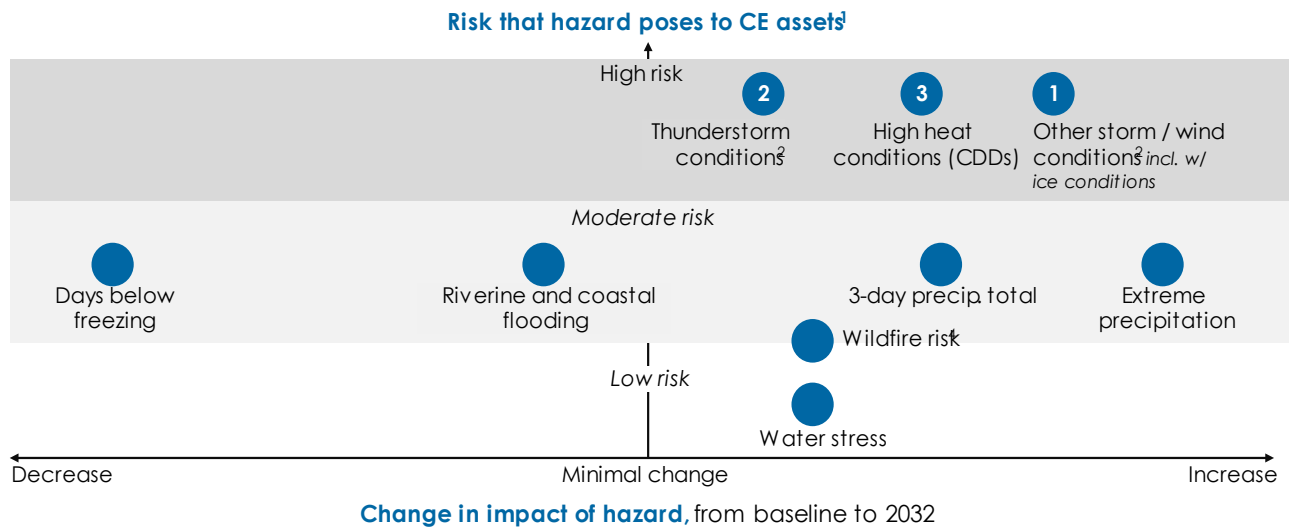 Risk that hazard poses to CE assets1
High risk
2
3
1
Thunderstorm
conditions2
High heat
conditions (CDDs)
Other storm / wind
conditions2 incl. w/
ice conditions
Moderate risk
Days below
freezing
Riverine and coastal
flooding
3-day precip. total
Extreme
precipitation
Wildfire risk4
Low risk
Water stress
Decrease
Minimal change
Increase
Change in impact of hazard, from baseline to 2032